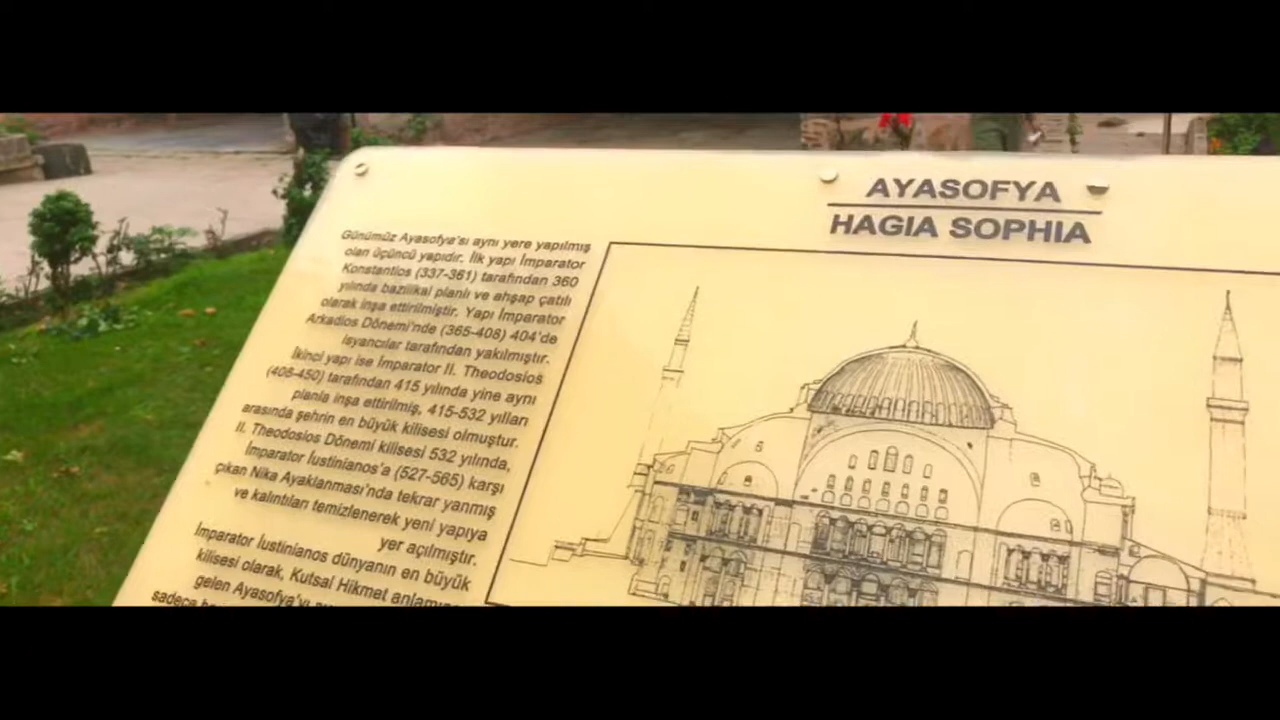 AYASOFYA
HAGIA SOPHIA
Günümüz Ayasofya'sı aynı yere yapılmış
olan üçüncü yapıdır. İlk yapı İmparator
Konstantios (337-361) tarafından 360
yılında bazilikal planlı ve ahşap çatılı
olarak inşa ettirilmiştir. Yapı İmparator
Arkadios Dönemi'nde (365-408) 404'de
isyancılar tarafından yakılmıştır.
İkinci yapı ise İmparator II. Theodosios
(408-450) tarafından 415 yılında yine aynı
planla inşa ettirilmiş, 415-532 yılları
arasında şehrin en büyük kilisesi olmuştur.
II. Theodosios Dönemi kilisesi 532 yılında,
İmparator İustinianos'a (527-565) karşı
çıkan Nika Ayaklanması'nda tekrar yanmış
ve kalıntıları temizlenerek yeni yapıya
yer açılmıştır.
İmparator İustinianos dünyanın en büyük
kilisesi olarak, Kutsal Hikmet anlamına
gelen Ayasofya'yı
sadece